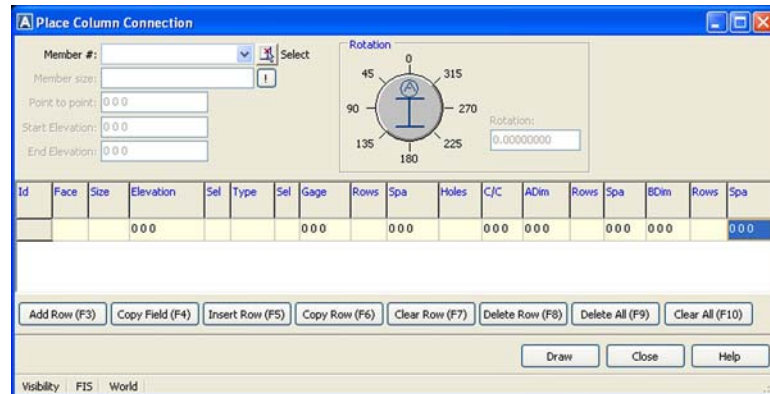 A Place Column Connection
Member #: Select
Member size: !
Point to point: 0 0 0
Start Elevation: 0 0 0
End Elevation: 0 0 0
Rotation
0
45 315
A
90 270
135 225
180
Rotation:
0.00000000
Id Face Size Elevation Sel Type Sel Gage Rows Spa Holes C/C ADim Rows Spa BDim Rows Spa
0 0 0 0 0 0 0 0 0 0 0 0 0 0 0 0 0 0 0 0 0 0 0 0
Add Row (F3) Copy Field (F4) Insert Row (F5) Copy Row (F6) Clear Row (F7) Delete Row (F8) Delete All (F9) Clear All (F10)
Draw Close Help
Visibility FIS World